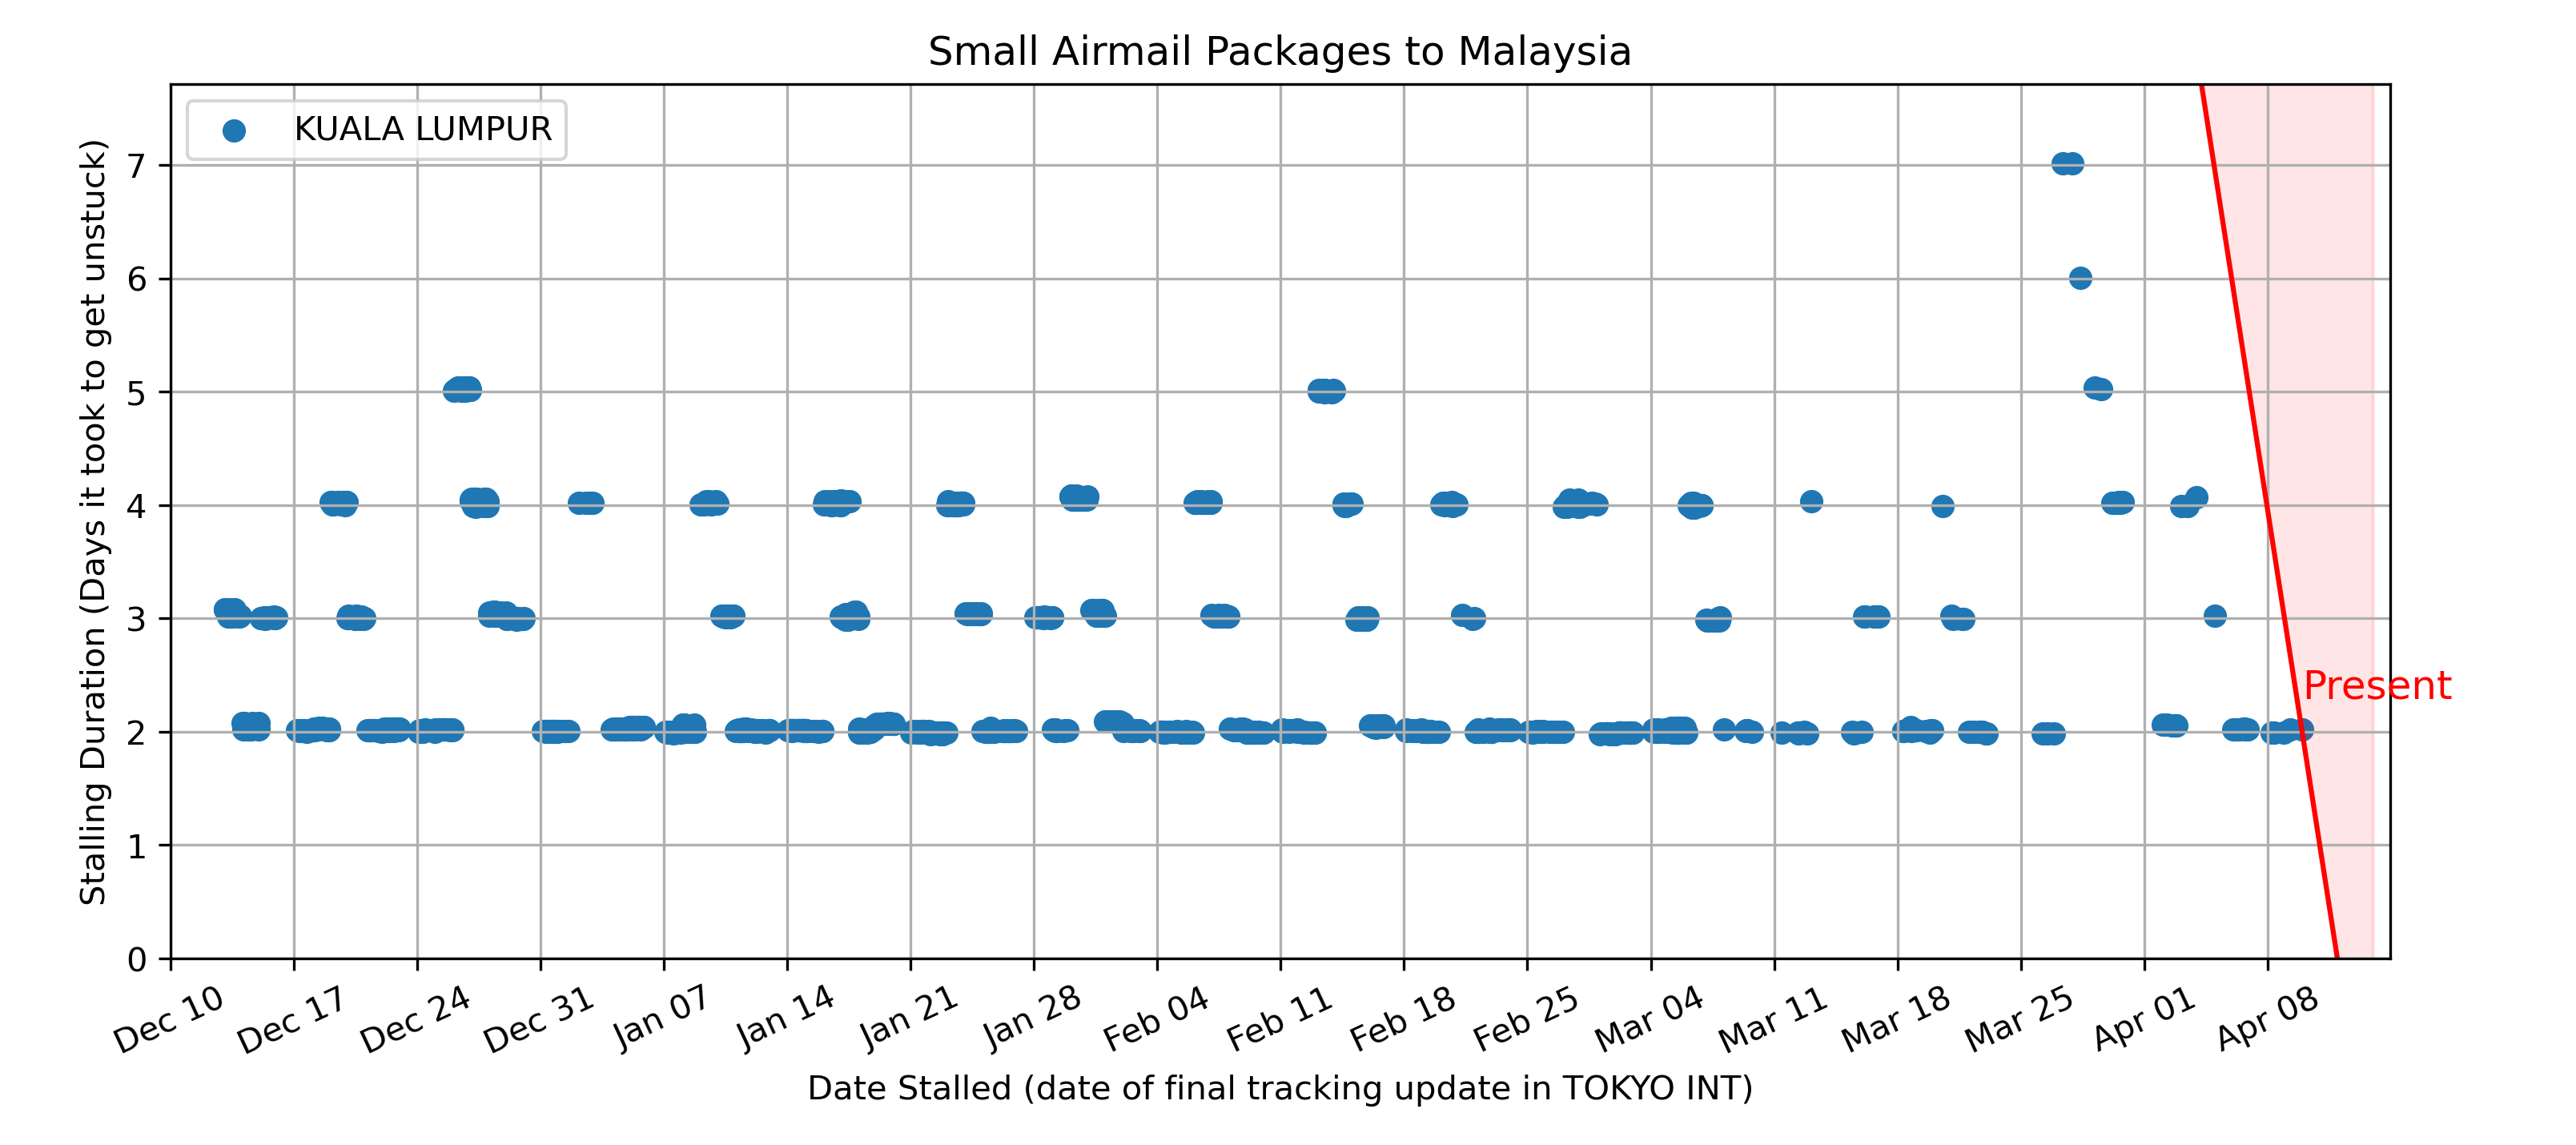 Small Airmail Packages to Malaysia
KUALA LUMPUR
Stalling Duration (Days it took to get unstuck)
7
6
5
4
3
2
1
0
Present
Dec 10
Dec 17
Dec 24
Dec 31
Jan 07
Jan 14
Jan 21
Jan 28
Feb 04
Feb 11
Feb 18
Feb 25
Mar 04
Mar 11
Mar 18
Mar 25
Apr 01
Apr 08
Date Stalled (date of final tracking update in TOKYO INT)